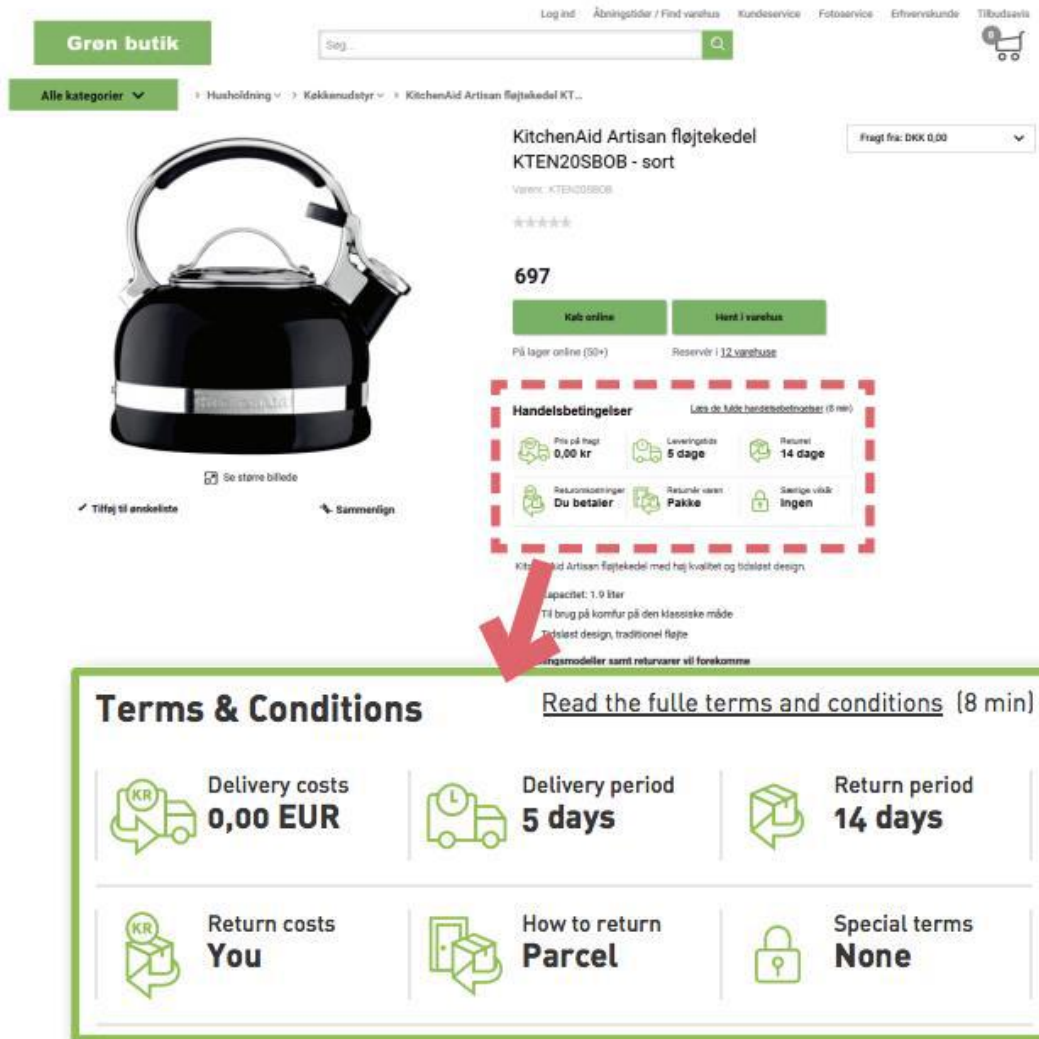 Log ind Åbningstider / Find varehus Kundeservice Fotoservice Erhvervskunde Tilbudsavis
Grøn butik
Søg...
0
Alle kategorier
Husholdning
Køkkenudstyr
KitchenAid Artisan fløjtekedel KT...
KitchenAid Artisan fløjtekedel
KTEN20SBOB - sort
Fragt fra: DKK 0,00
Varenr.: KTEN20SBOB
697
Køb online
Hent i varehus
På lager online (50+)
Reservér i 12 varehuse
Handelsbetingelser
Læs de fulde handelsbetingelser (8 min)
Pris på fragt
0,00 kr
Leveringstids
5 dage
Returret
14 dage
Returomkostninger
Du betaler
Returnér varen
Pakke
Særlige vilkår
Ingen
Se større billede
Tilføj til ønskeliste
Sammenlign
Aid Artisan fløjtekedel med høj kvalitet og tidsløst design.
apacitet: 1.9 liter
Til brug på komfur på den klassiske måde
Tidsløst design, traditionel fløjte
ingsmodeller samt returvarer vil forekomme
Terms & Conditions
Read the fulle terms and conditions (8 min)
KR
Delivery costs
0,00 EUR
Delivery period
5 days
Return period
14 days
KR
Return costs
You
How to return
Parcel
Special terms
None